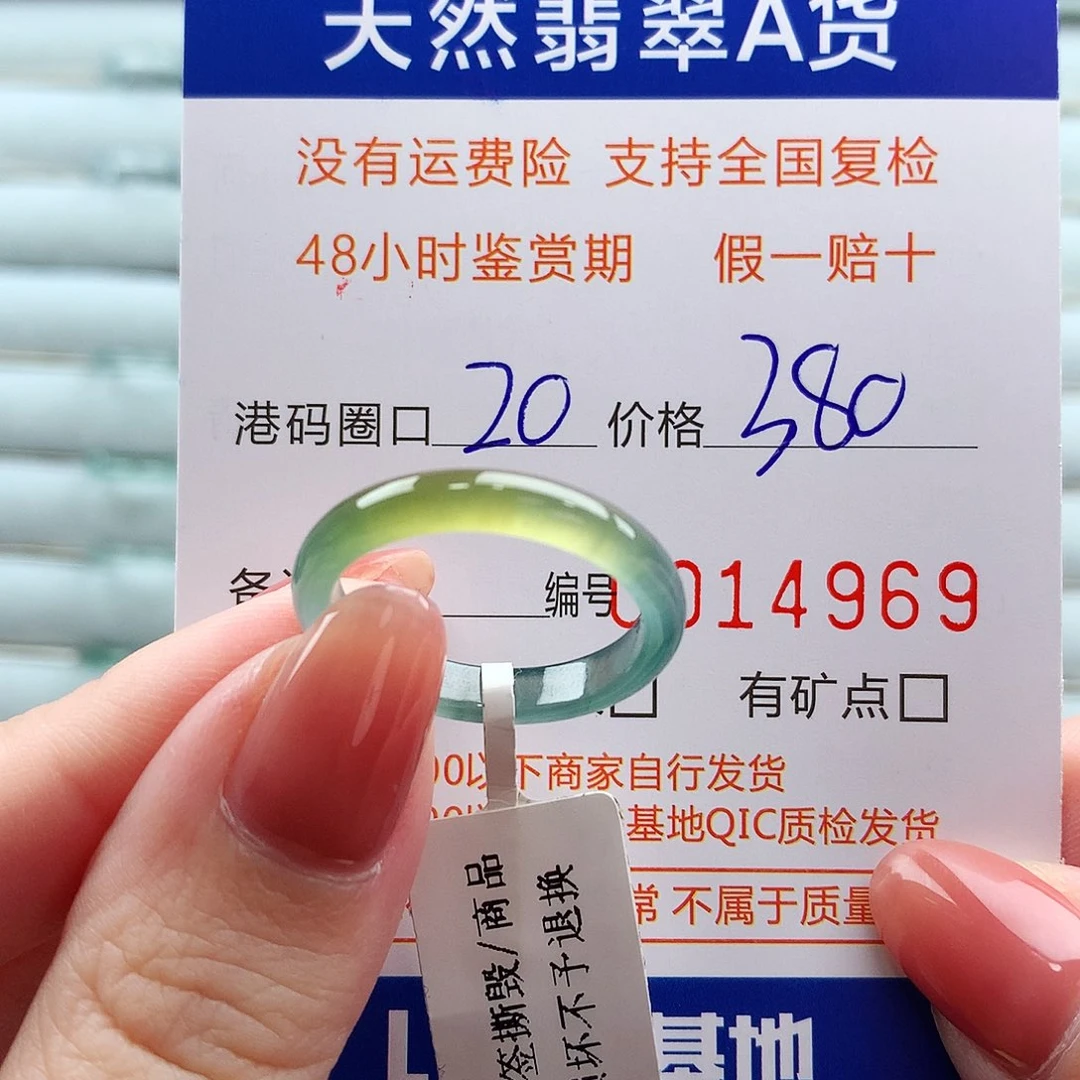 天然翡翠A货
没有运费险 支持全国复检
48小时鉴赏期 假一赔十
港码圈口 20 价格 380
编号 014969
有矿点□
下商家自行发货
基地QIC质检发货
常 不属于质量
基地
签撕毁/商品
坏不予退换